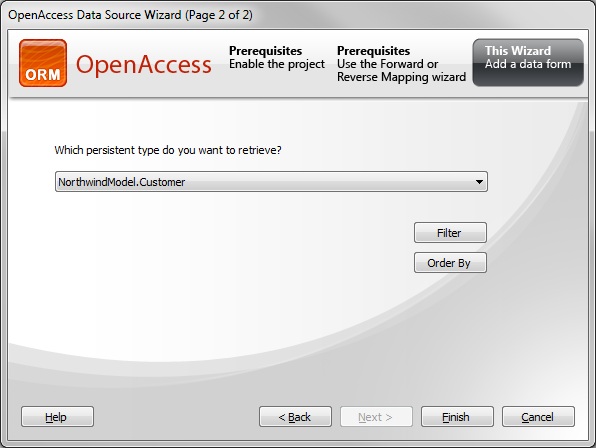 OpenAccess Data Source Wizard (Page 2 of 2)
ORM
OpenAccess
Prerequisites
Enable the project
Prerequisites
Use the Forward or
Reverse Mapping wizard
This Wizard
Add a data form
Which persistent type do you want to retrieve?
NorthwindModel.Customer
Filter
Order By
Help
< Back
Next >
Finish
Cancel